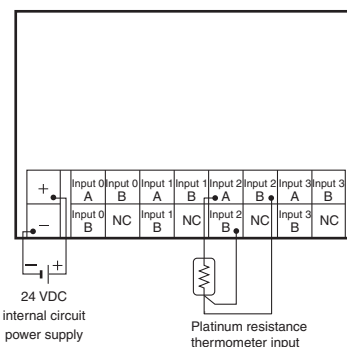 + Input 0 A Input 0 B Input 1 A Input 1 B Input 2 A Input 2 B Input 3 A Input 3 B
− Input 0 B NC Input 1 B NC Input 2 B NC Input 3 B NC
− +
24 VDC
internal circuit
power supply
Platinum resistance
thermometer input